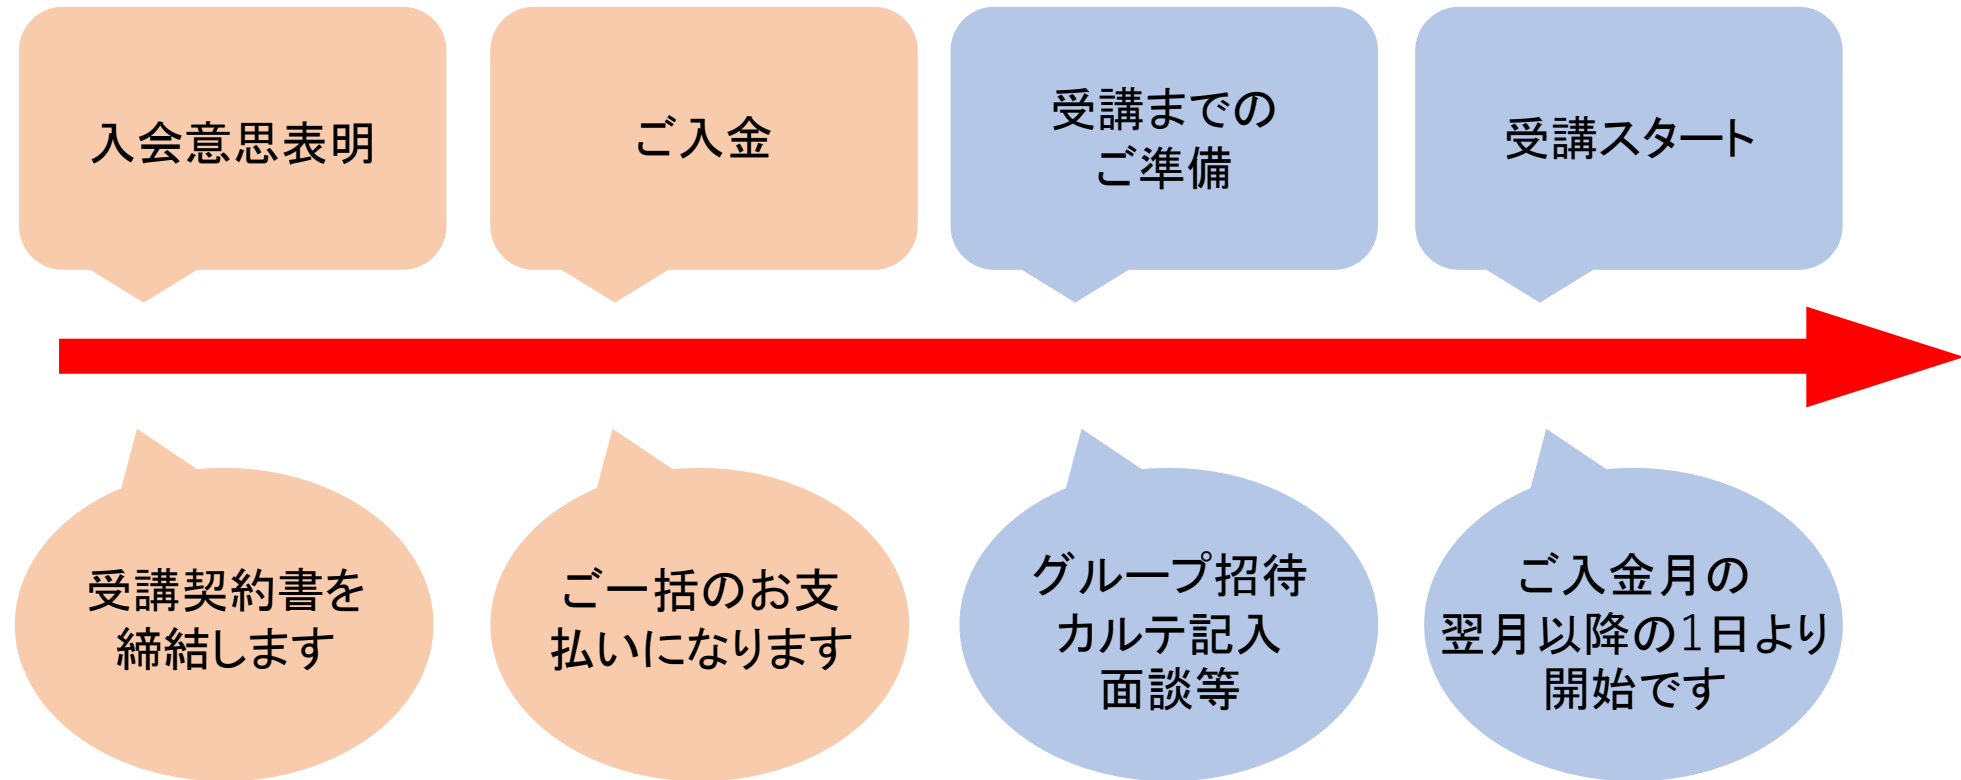 入会意思表明
ご入金
受講までの
ご準備
受講スタート
受講契約書を
締結します
ご一括のお支
払いになります
グループ招待
カルテ記入
面談等
ご入金月の
翌月以降の1日より
開始です